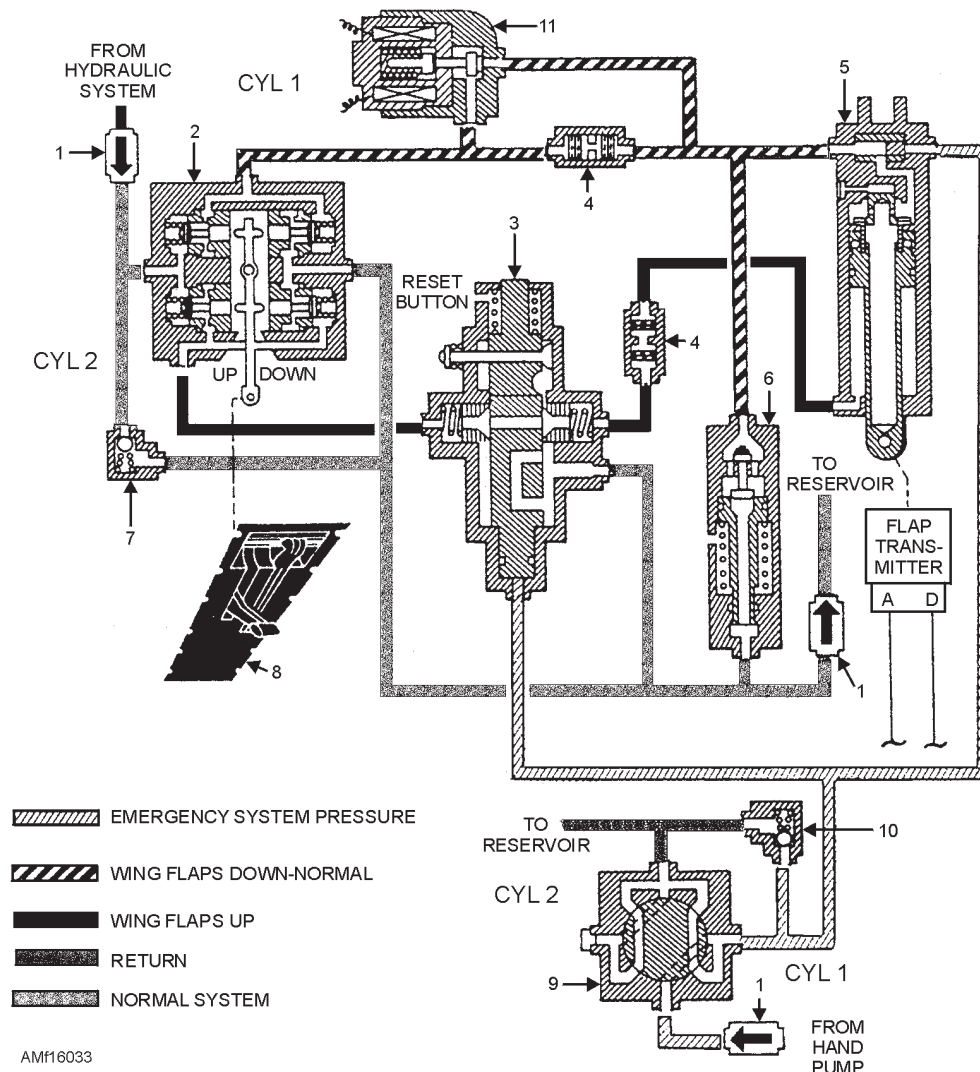 11
FROM
HYDRAULIC
SYSTEM
CYL 1
5
1
2
4
3
RESET
BUTTON
4
CYL 2
UP
DOWN
6
TO
RESERVOIR
7
FLAP
TRANS-
MITTER
A
D
8
1
EMERGENCY SYSTEM PRESSURE
TO
RESERVOIR
10
WING FLAPS DOWN-NORMAL
CYL 2
WING FLAPS UP
RETURN
CYL 1
9
1
NORMAL SYSTEM
FROM
HAND
PUMP
AMf16033